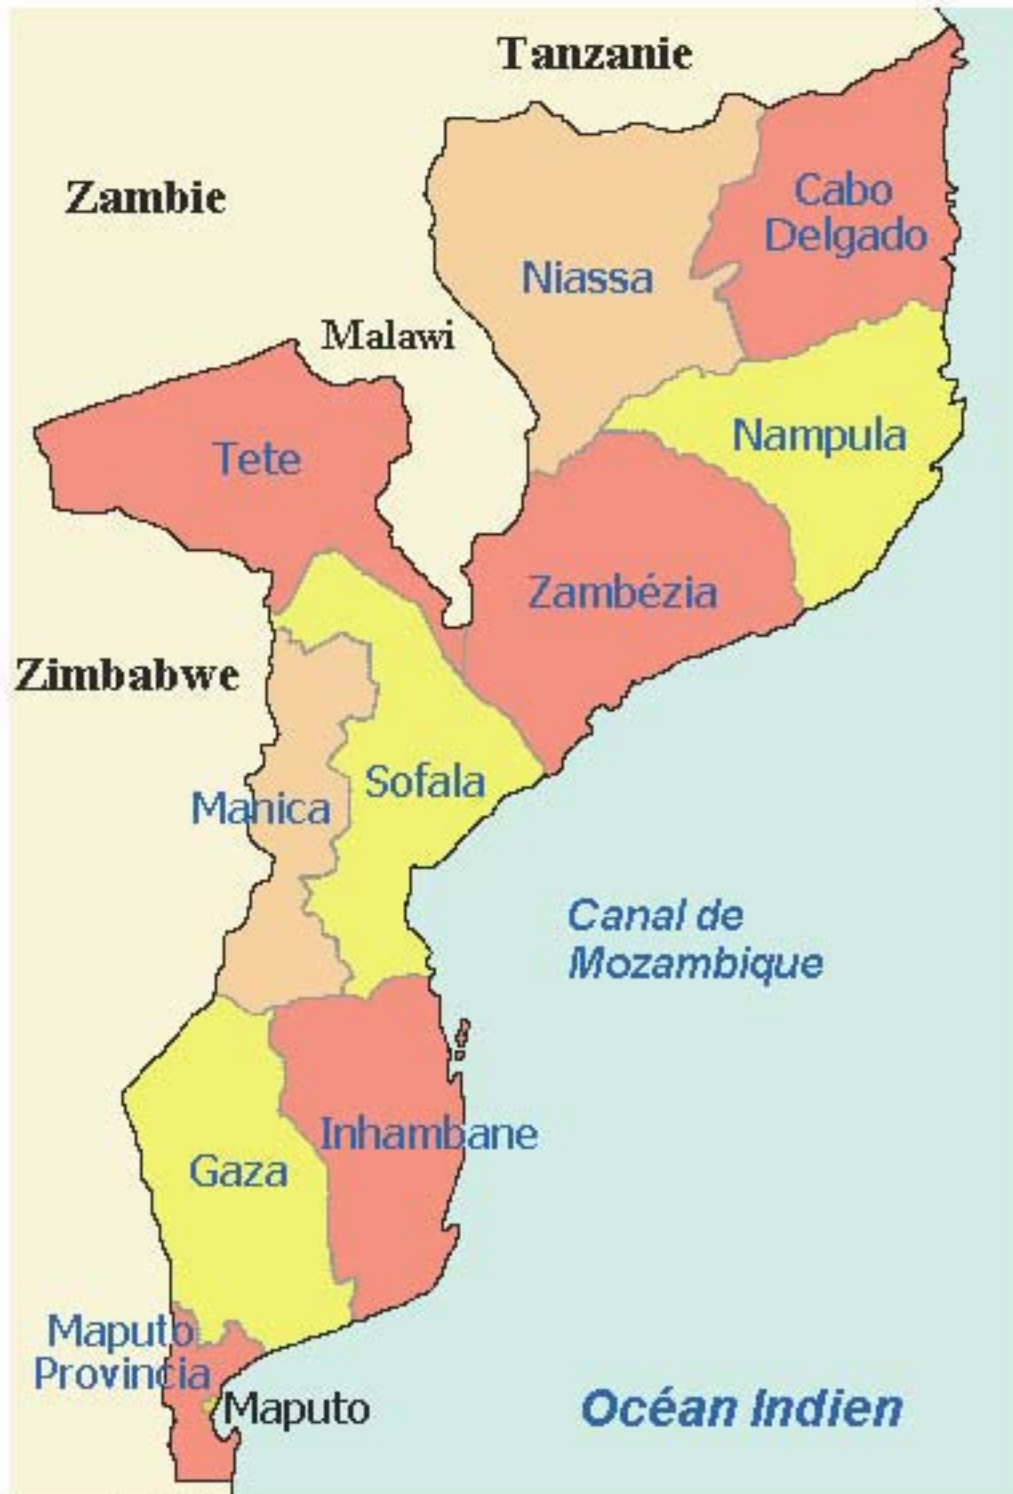 Tanzanie
Zambie
Cabo
Delgado
Niassa
Malawi
Nampula
Tete
Zambézia
Zimbabwe
Sofala
Manica
Canal de
Mozambique
Inhambane
Gaza
Maputo
Provincia
Maputo
Océan Indien